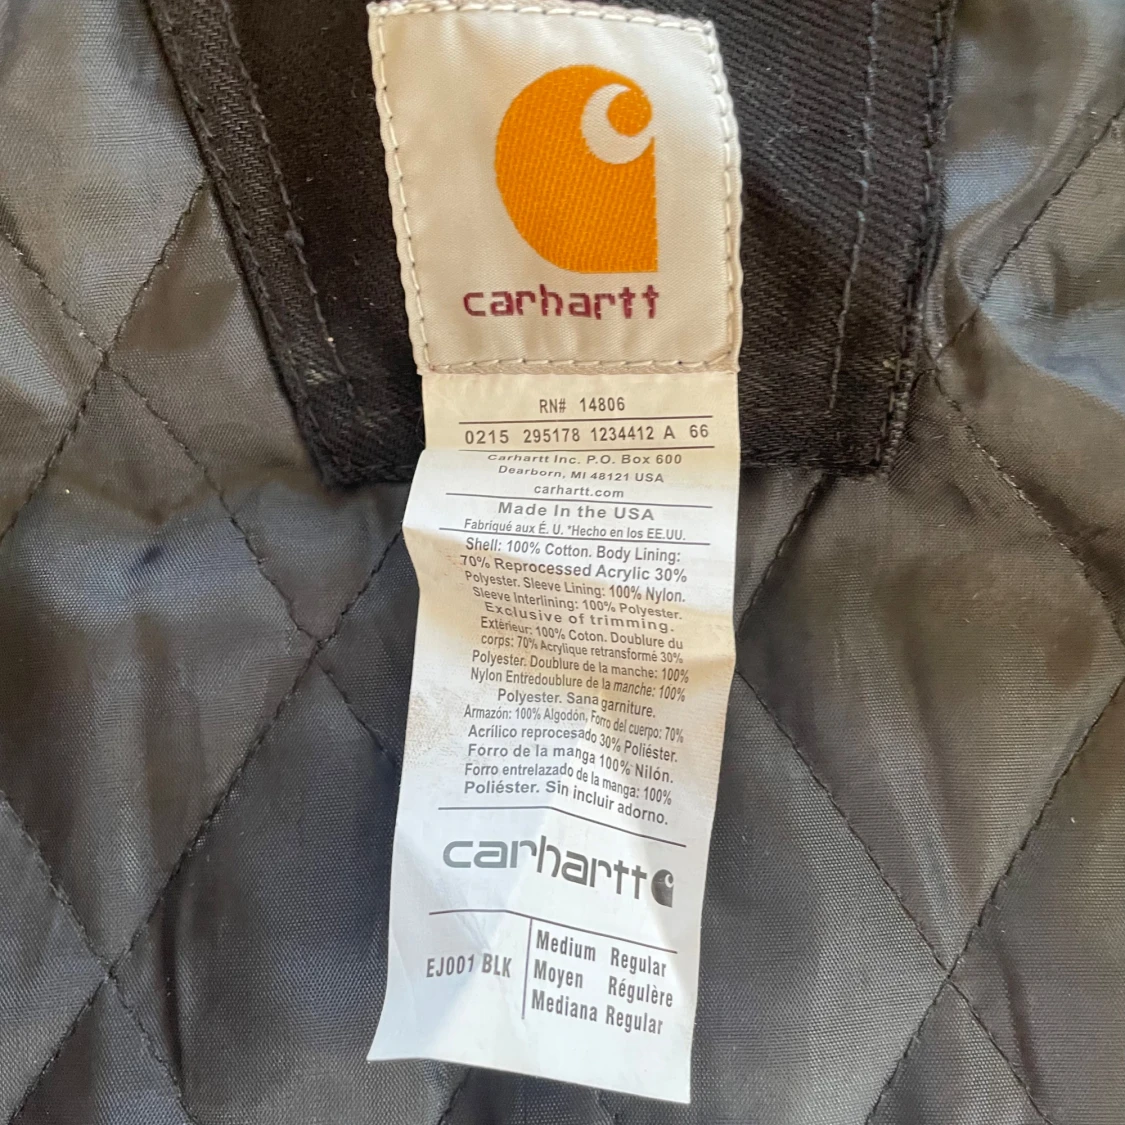 carhartt
RN# 14806
0215 295178 1234412 A 66
Carhartt Inc. P.O. Box 600
Dearborn, MI 48121 USA
carhartt.com
Made In the USA
Fabriqué aux É. U. *Hecho en los EE.UU.
Shell: 100% Cotton. Body Lining:
70% Reprocessed Acrylic 30%
Polyester. Sleeve Lining: 100% Nylon.
Sleeve Interlining: 100% Polyester.
Exclusive of trimming.
Extérieur: 100% Coton. Doublure du
corps: 70% Acrylique retransformé 30%
Polyester. Doublure de la manche: 100%
Nylon Entredoublure de la manche: 100%
Polyester. Sana garniture.
Armazón: 100% Algodón, Forro del cuerpo: 70%
Acrílico reprocesado 30% Poliéster.
Forro de la manga 100% Nilón.
Forro entrelazado de la manga: 100%
Poliéster. Sin incluir adorno.
carhartt
EJ001 BLK
Medium Regular
Moyen Régulère
Mediana Regular